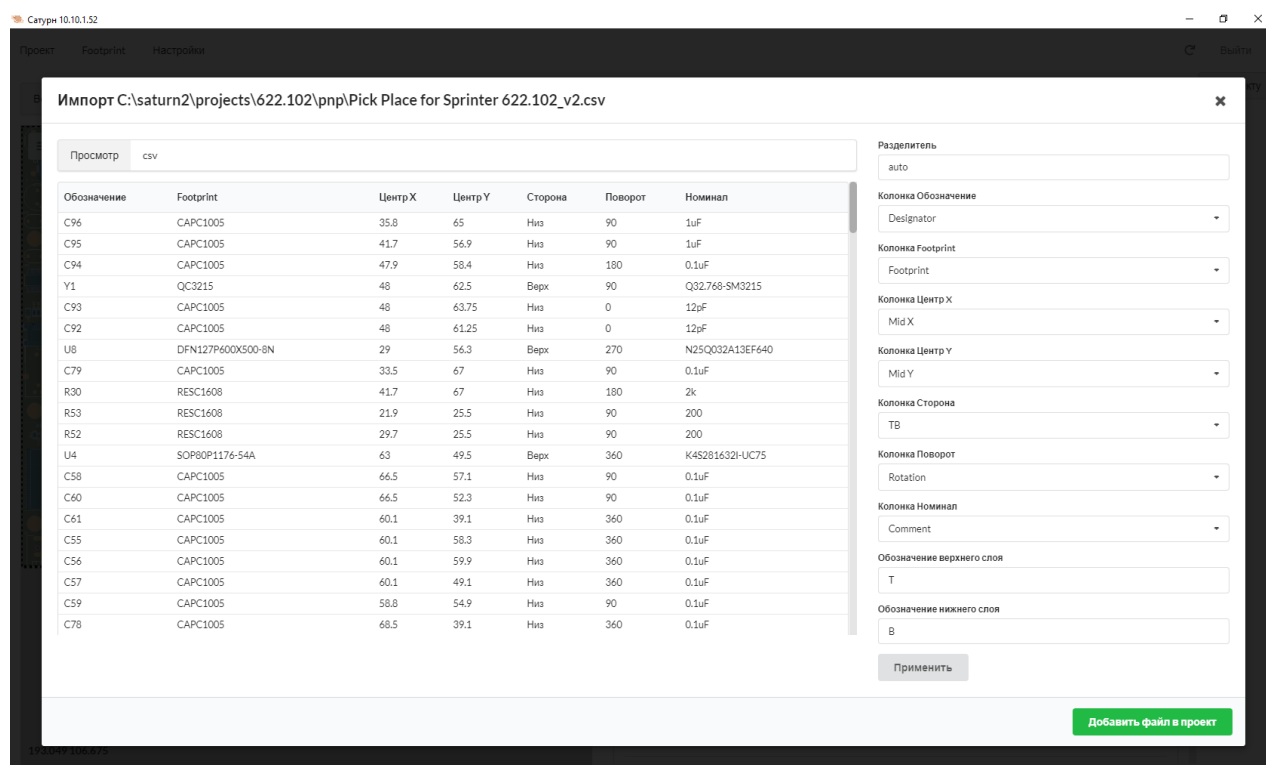 Сатурн 10.10.1.52
Проект Footprint Настройки Выйти
Импорт C:\saturn2\projects\622.102\pnp\Pick Place for Sprinter 622.102_v2.csv
Просмотр csv
Обозначение Footprint Центр X Центр Y Сторона Поворот Номинал
C96 CAPC1005 35.8 65 Низ 90 1uF
C95 CAPC1005 41.7 56.9 Низ 90 1uF
C94 CAPC1005 47.9 58.4 Низ 180 0.1uF
Y1 QC3215 48 62.5 Верх 90 Q32.768-SM3215
C93 CAPC1005 48 63.75 Низ 0 12pF
C92 CAPC1005 48 61.25 Низ 0 12pF
U8 DFN127P600X500-8N 29 56.3 Верх 270 N25Q032A13EF640
C79 CAPC1005 33.5 67 Низ 90 0.1uF
R30 RESC1608 41.7 67 Низ 180 2k
R53 RESC1608 21.9 25.5 Низ 90 200
R52 RESC1608 29.7 25.5 Низ 90 200
U4 SOP80P1176-54A 63 49.5 Верх 360 K4S281632I-UC75
C58 CAPC1005 66.5 57.1 Низ 90 0.1uF
C60 CAPC1005 66.5 52.3 Низ 90 0.1uF
C61 CAPC1005 60.1 39.1 Низ 360 0.1uF
C55 CAPC1005 60.1 58.3 Низ 360 0.1uF
C56 CAPC1005 60.1 59.9 Низ 360 0.1uF
C57 CAPC1005 60.1 49.1 Низ 360 0.1uF
C59 CAPC1005 58.8 54.9 Низ 90 0.1uF
C78 CAPC1005 68.5 39.1 Низ 360 0.1uF
Разделитель
auto
Колонка Обозначение
Designator
Колонка Footprint
Footprint
Колонка Центр X
Mid X
Колонка Центр Y
Mid Y
Колонка Сторона
TB
Колонка Поворот
Rotation
Колонка Номинал
Comment
Обозначение верхнего слоя
T
Обозначение нижнего слоя
B
Применить
Добавить файл в проект
193.049 106.675